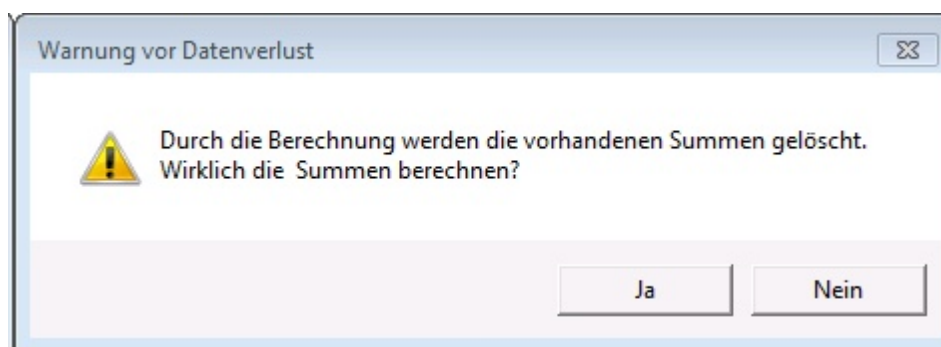 Warnung vor Datenverlust
Durch die Berechnung werden die vorhandenen Summen gelöscht.
Wirklich die  Summen berechnen?
Ja
Nein